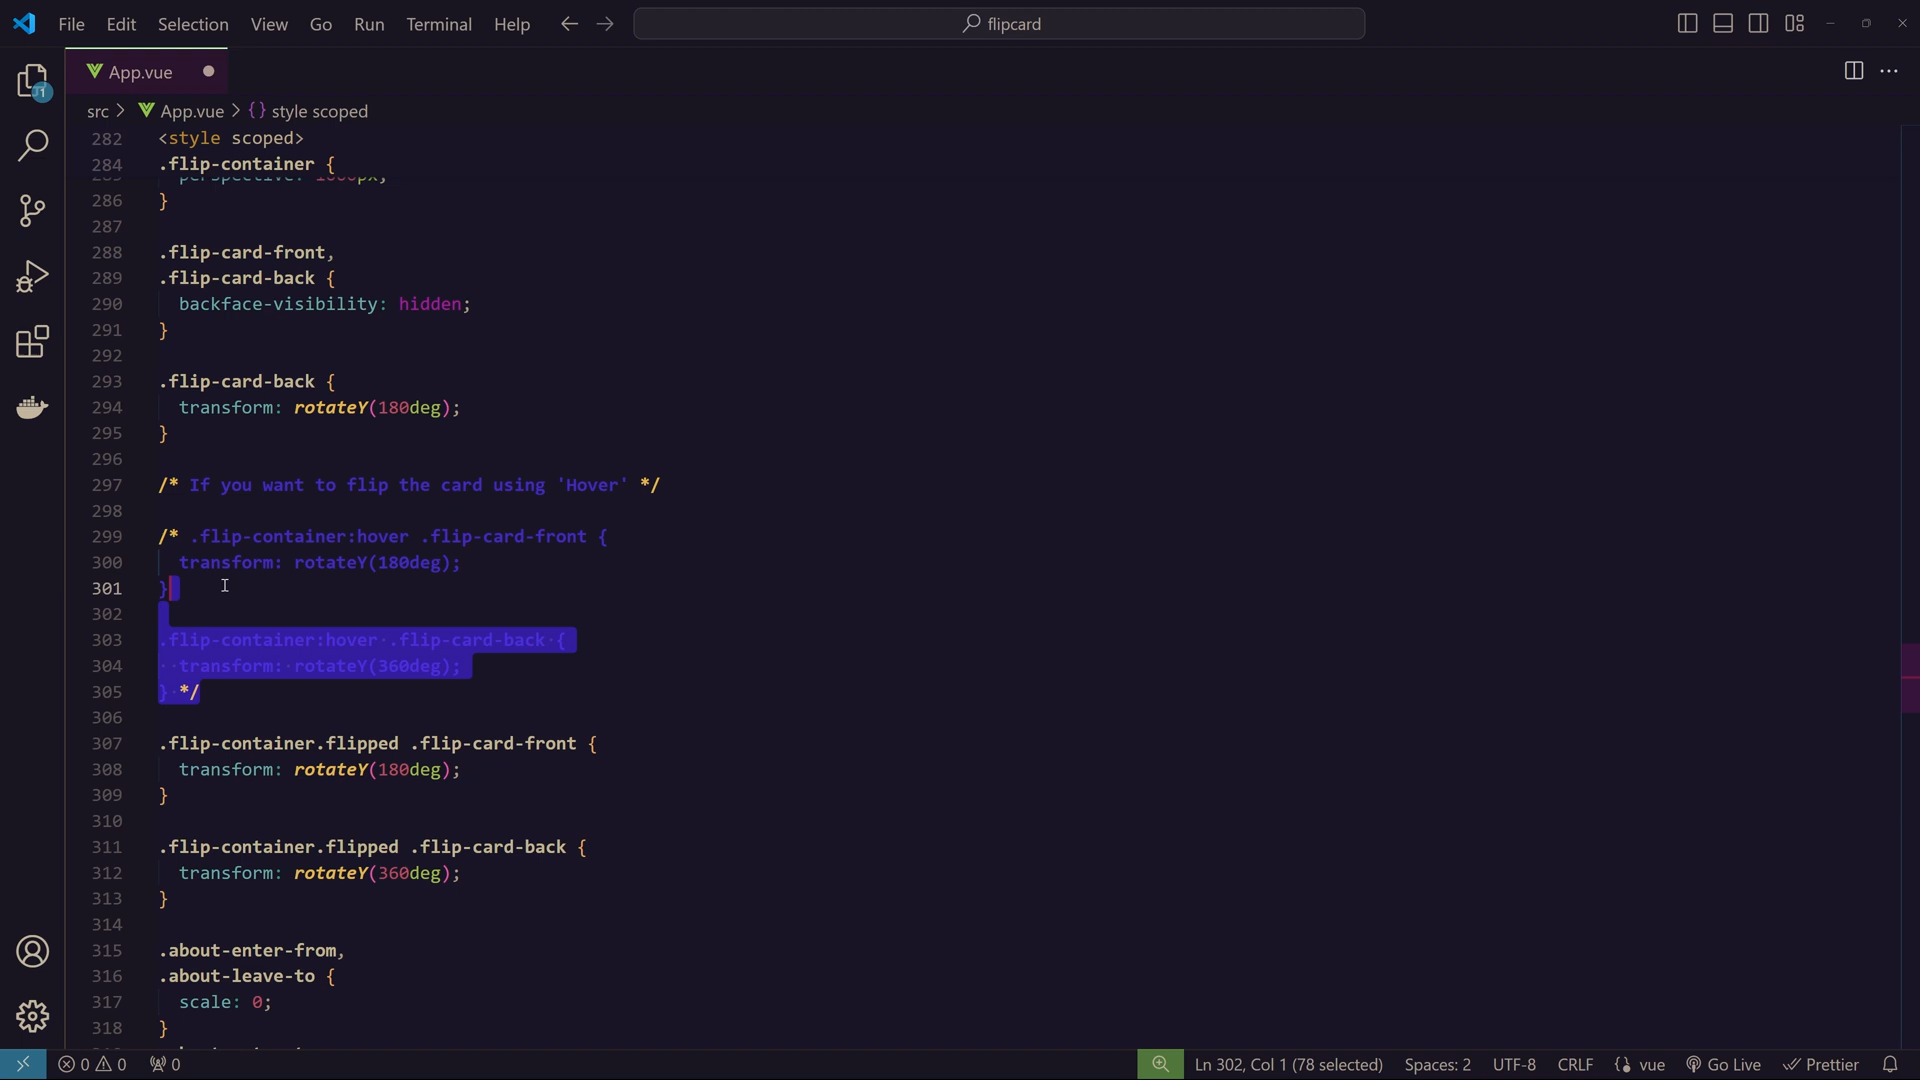 File Edit Selection View Go Run Terminal Help flipcard
App.vue
1
src > App.vue > {} style scoped
282 <style scoped>
284 .flip-container {
perspective: 1000px;
286 }
287
288 .flip-card-front,
289 .flip-card-back {
290 backface-visibility: hidden;
291 }
292
293 .flip-card-back {
294 transform: rotateY(180deg);
295 }
296
297 /* If you want to flip the card using 'Hover' */
298
299 /* .flip-container:hover .flip-card-front {
300 transform: rotateY(180deg);
301 }
302
303 .flip-container:hover .flip-card-back {
304 transform: rotateY(360deg);
305 } */
306
307 .flip-container.flipped .flip-card-front {
308 transform: rotateY(180deg);
309 }
310
311 .flip-container.flipped .flip-card-back {
312 transform: rotateY(360deg);
313 }
314
315 .about-enter-from,
316 .about-leave-to {
317 scale: 0;
318 }
0 0 0 Ln 302, Col 1 (78 selected) Spaces: 2 UTF-8 CRLF {} vue Go Live Prettier